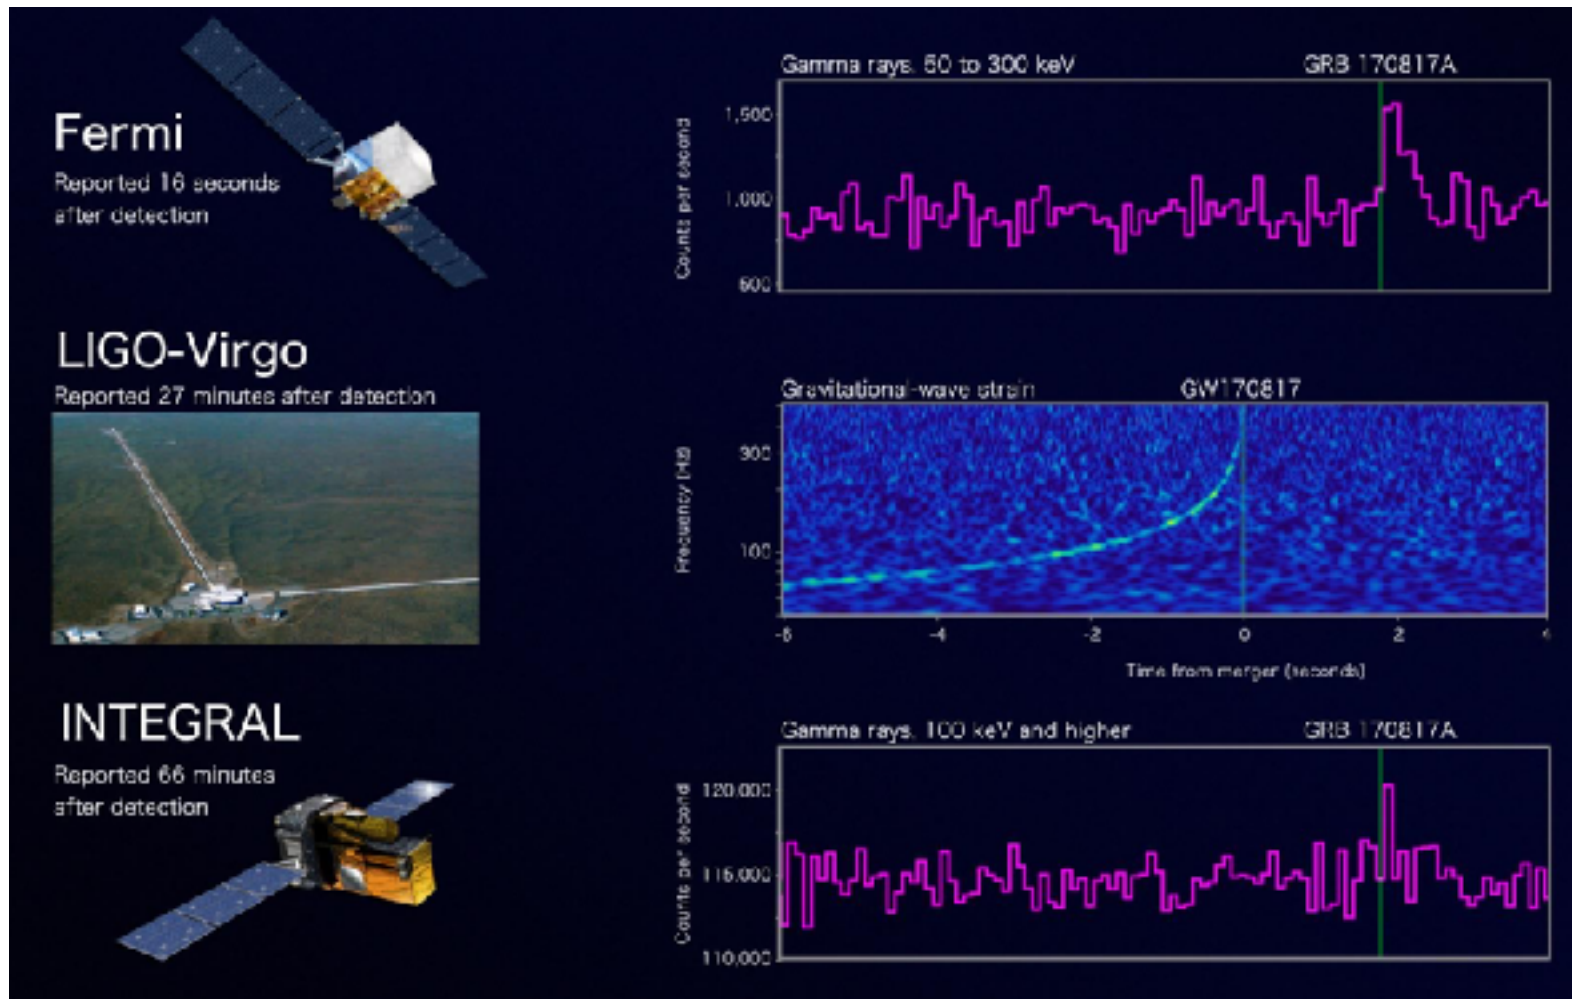 Fermi
Reported 16 seconds
after detection
Gamma rays, 50 to 300 keV
GRB 170817A
Counts per second
1,500
1,000
500
LIGO-Virgo
Reported 27 minutes after detection
Gravitational-wave strain
GW170817
Frequency (Hz)
300
100
-6
-4
-2
0
2
4
Time from merger (seconds)
INTEGRAL
Reported 66 minutes
after detection
Gamma rays, 100 keV and higher
GRB 170817A
Counts per second
120,000
115,000
110,000